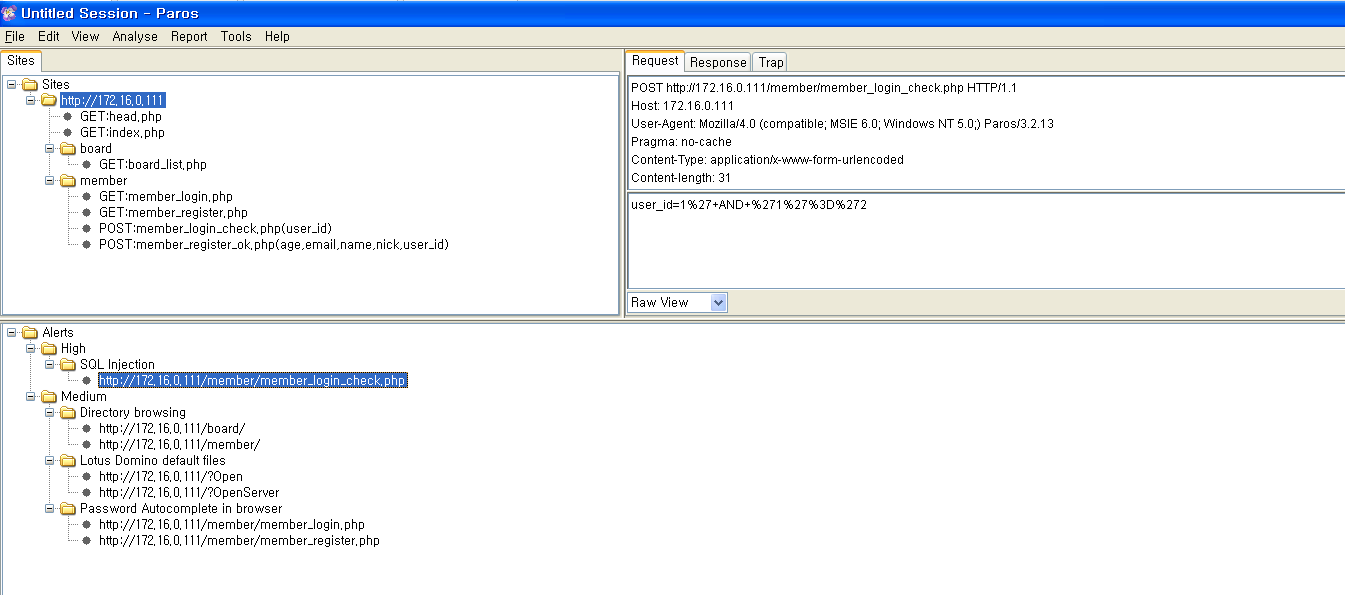 Untitled Session - Paros
File Edit View Analyse Report Tools Help
Sites
Sites
http://172.16.0.111
GET:head.php
GET:index.php
board
GET:board_list.php
member
GET:member_login.php
GET:member_register.php
POST:member_login_check.php(user_id)
POST:member_register_ok.php(age,email,name,nick,user_id)
Request Response Trap
POST http://172.16.0.111/member/member_login_check.php HTTP/1.1
Host: 172.16.0.111
User-Agent: Mozilla/4.0 (compatible; MSIE 6.0; Windows NT 5.0;) Paros/3.2.13
Pragma: no-cache
Content-Type: application/x-www-form-urlencoded
Content-length: 31
user_id=1%27+AND+%271%27%3D%272
Raw View
Alerts
High
SQL Injection
http://172.16.0.111/member/member_login_check.php
Medium
Directory browsing
http://172.16.0.111/board/
http://172.16.0.111/member/
Lotus Domino default files
http://172.16.0.111/?Open
http://172.16.0.111/?OpenServer
Password Autocomplete in browser
http://172.16.0.111/member/member_login.php
http://172.16.0.111/member/member_register.php